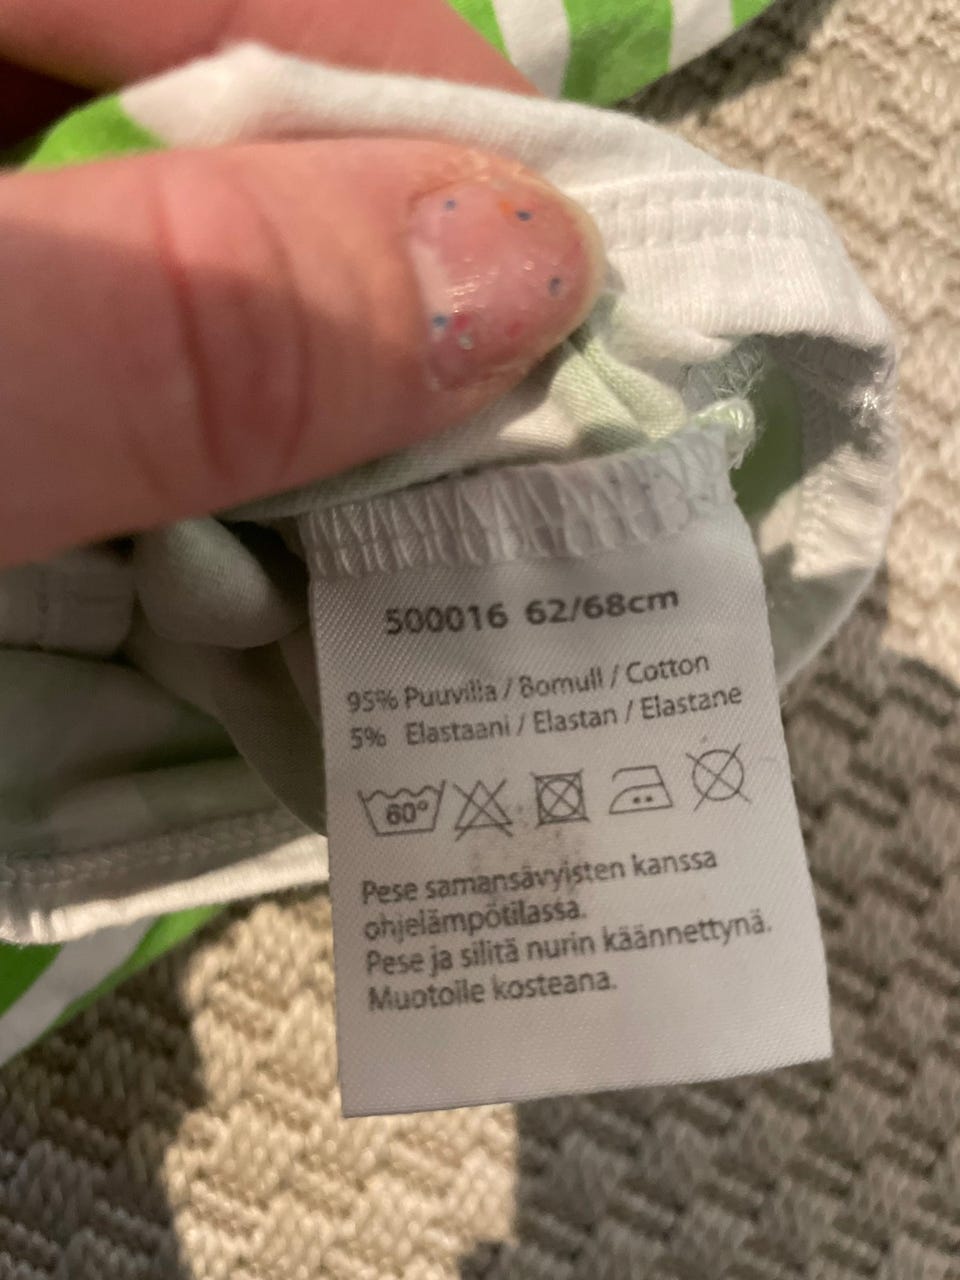 500016 62/68cm
95% Puuvilla / Bomull / Cotton
5% Elastaani / Elastan / Elastane
60°
Pese samansävyisten kanssa
ohjelämpötilassa.
Pese ja silitä nurin käännettynä.
Muotoile kosteana.